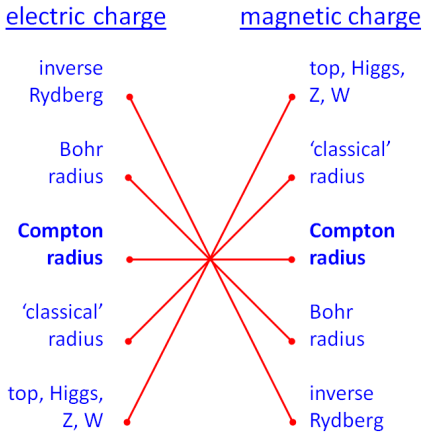 electric charge
magnetic charge
inverse
Rydberg
top, Higgs,
Z, W
Bohr
radius
‘classical’
radius
Compton
radius
Compton
radius
‘classical’
radius
Bohr
radius
top, Higgs,
Z, W
inverse
Rydberg